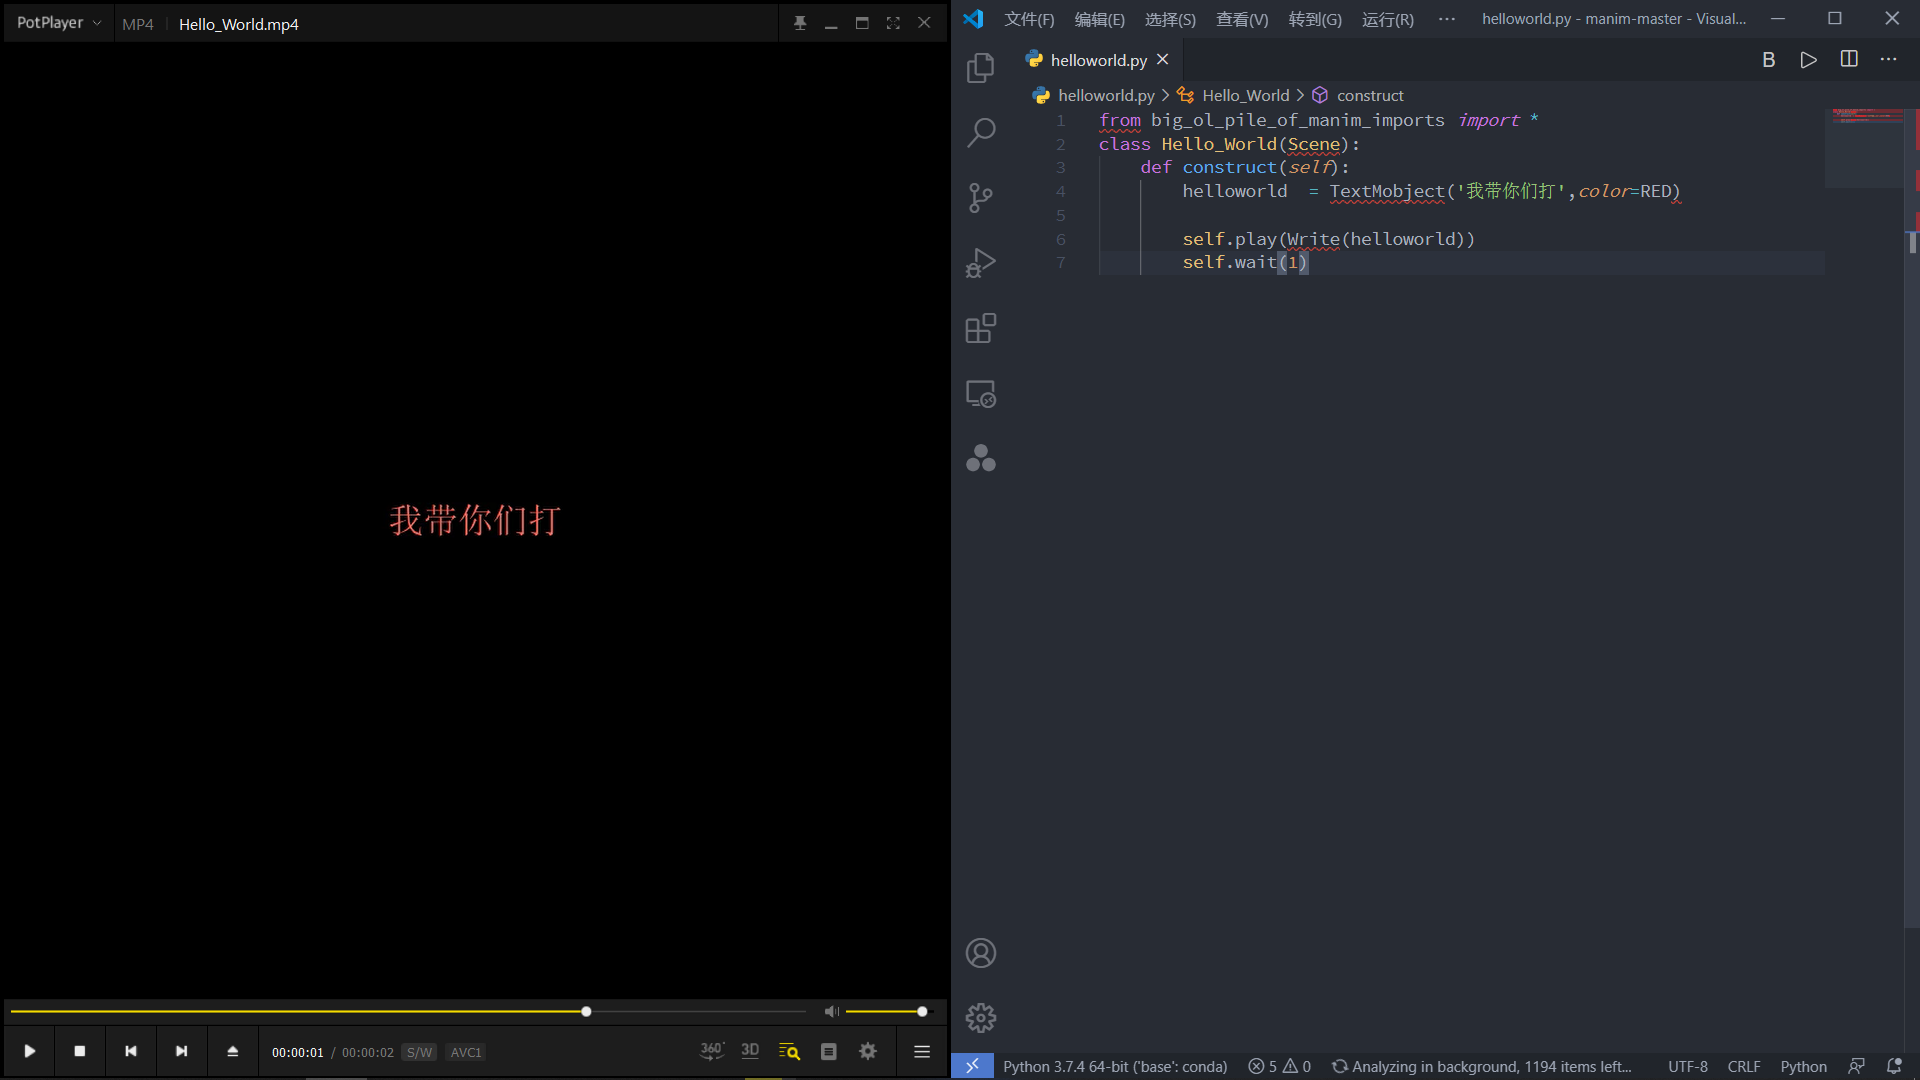 PotPlayer MP4 Hello_World.mp4
我带你们打
00:00:01 / 00:00:02 S/W AVC1
360° 3D
文件(F) 编辑(E) 选择(S) 查看(V) 转到(G) 运行(R) ··· helloworld.py - manim-master - Visual...
helloworld.py
B
helloworld.py > Hello_World > construct
1 from big_ol_pile_of_manim_imports import *
2 class Hello_World(Scene):
3 def construct(self):
4 helloworld = TextMobject('我带你们打',color=RED)
5
6 self.play(Write(helloworld))
7 self.wait(1)
Python 3.7.4 64-bit ('base': conda) 5 0 Analyzing in background, 1194 items left... UTF-8 CRLF Python